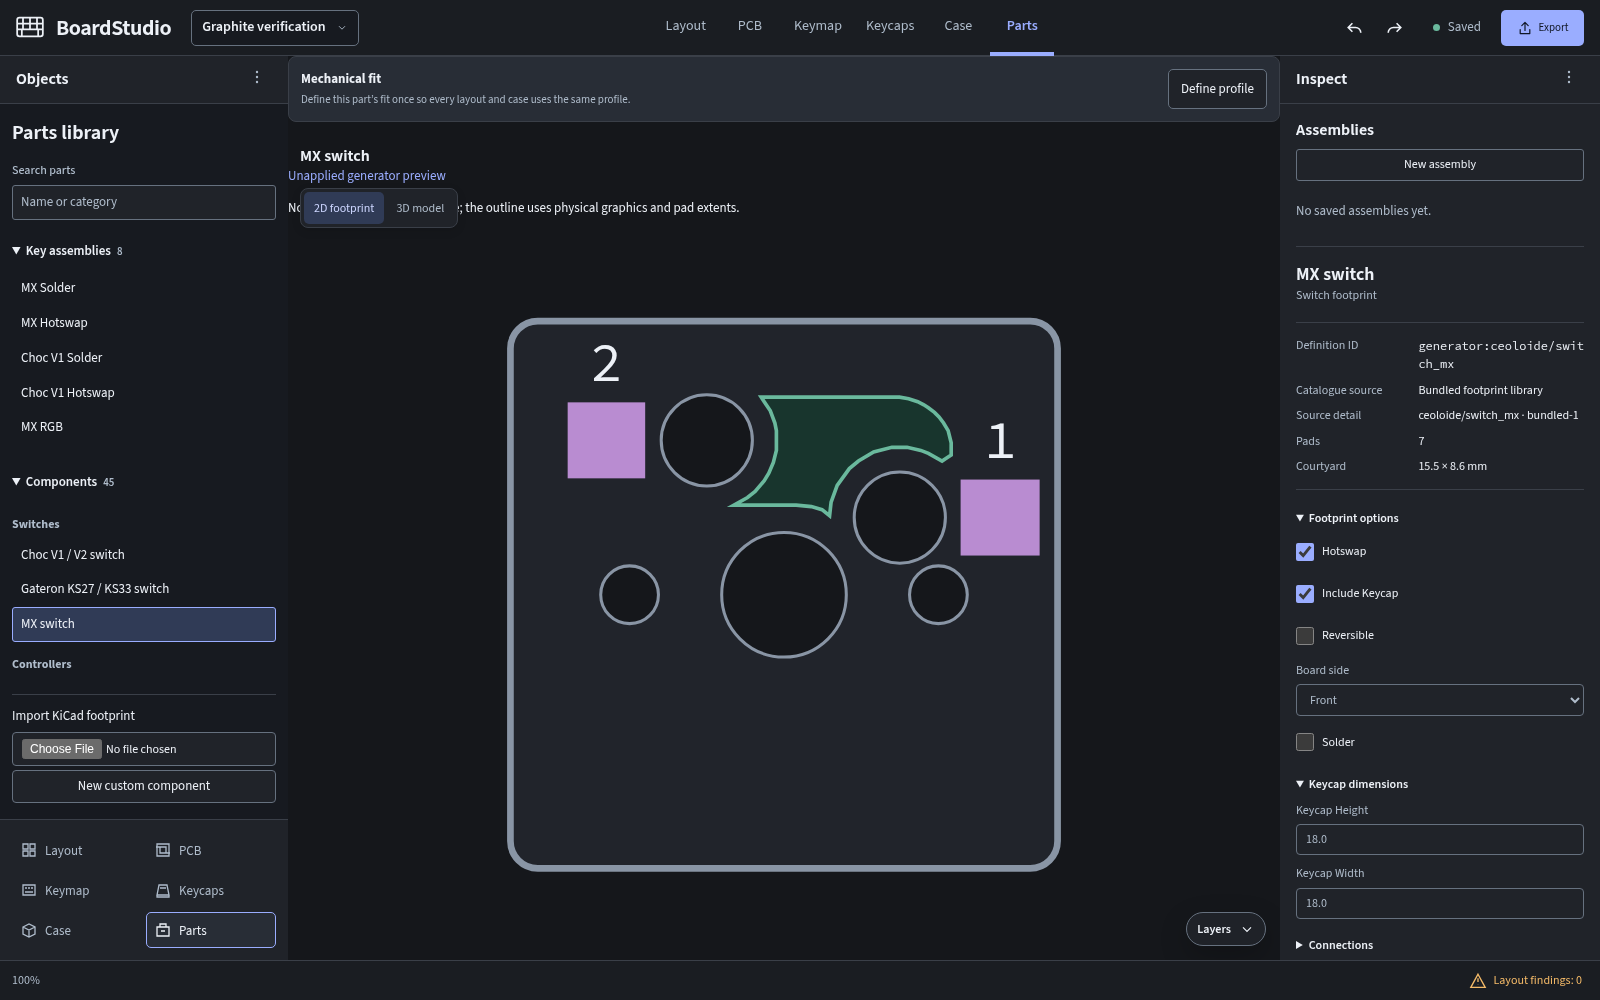 BoardStudio
Graphite verification
Layout
PCB
Keymap
Keycaps
Case
Parts
Saved
Export
Objects
Parts library
Search parts
Name or category
Key assemblies 8
MX Solder
MX Hotswap
Choc V1 Solder
Choc V1 Hotswap
MX RGB
Components 45
Switches
Choc V1 / V2 switch
Gateron KS27 / KS33 switch
MX switch
Controllers
Import KiCad footprint
Choose File No file chosen
New custom component
Layout
PCB
Keymap
Keycaps
Case
Parts
Mechanical fit
Define this part's fit once so every layout and case uses the same profile.
Define profile
MX switch
Unapplied generator preview
2D footprint
3D model
; the outline uses physical graphics and pad extents.
2
1
Layers
Inspect
Assemblies
New assembly
No saved assemblies yet.
MX switch
Switch footprint
Definition ID
generator:ceoloide/swit
ch_mx
Catalogue source
Bundled footprint library
Source detail
ceoloide/switch_mx · bundled-1
Pads
7
Courtyard
15.5 × 8.6 mm
Footprint options
Hotswap
Include Keycap
Reversible
Board side
Front
Solder
Keycap dimensions
Keycap Height
18.0
Keycap Width
18.0
Connections
100%
Layout findings: 0